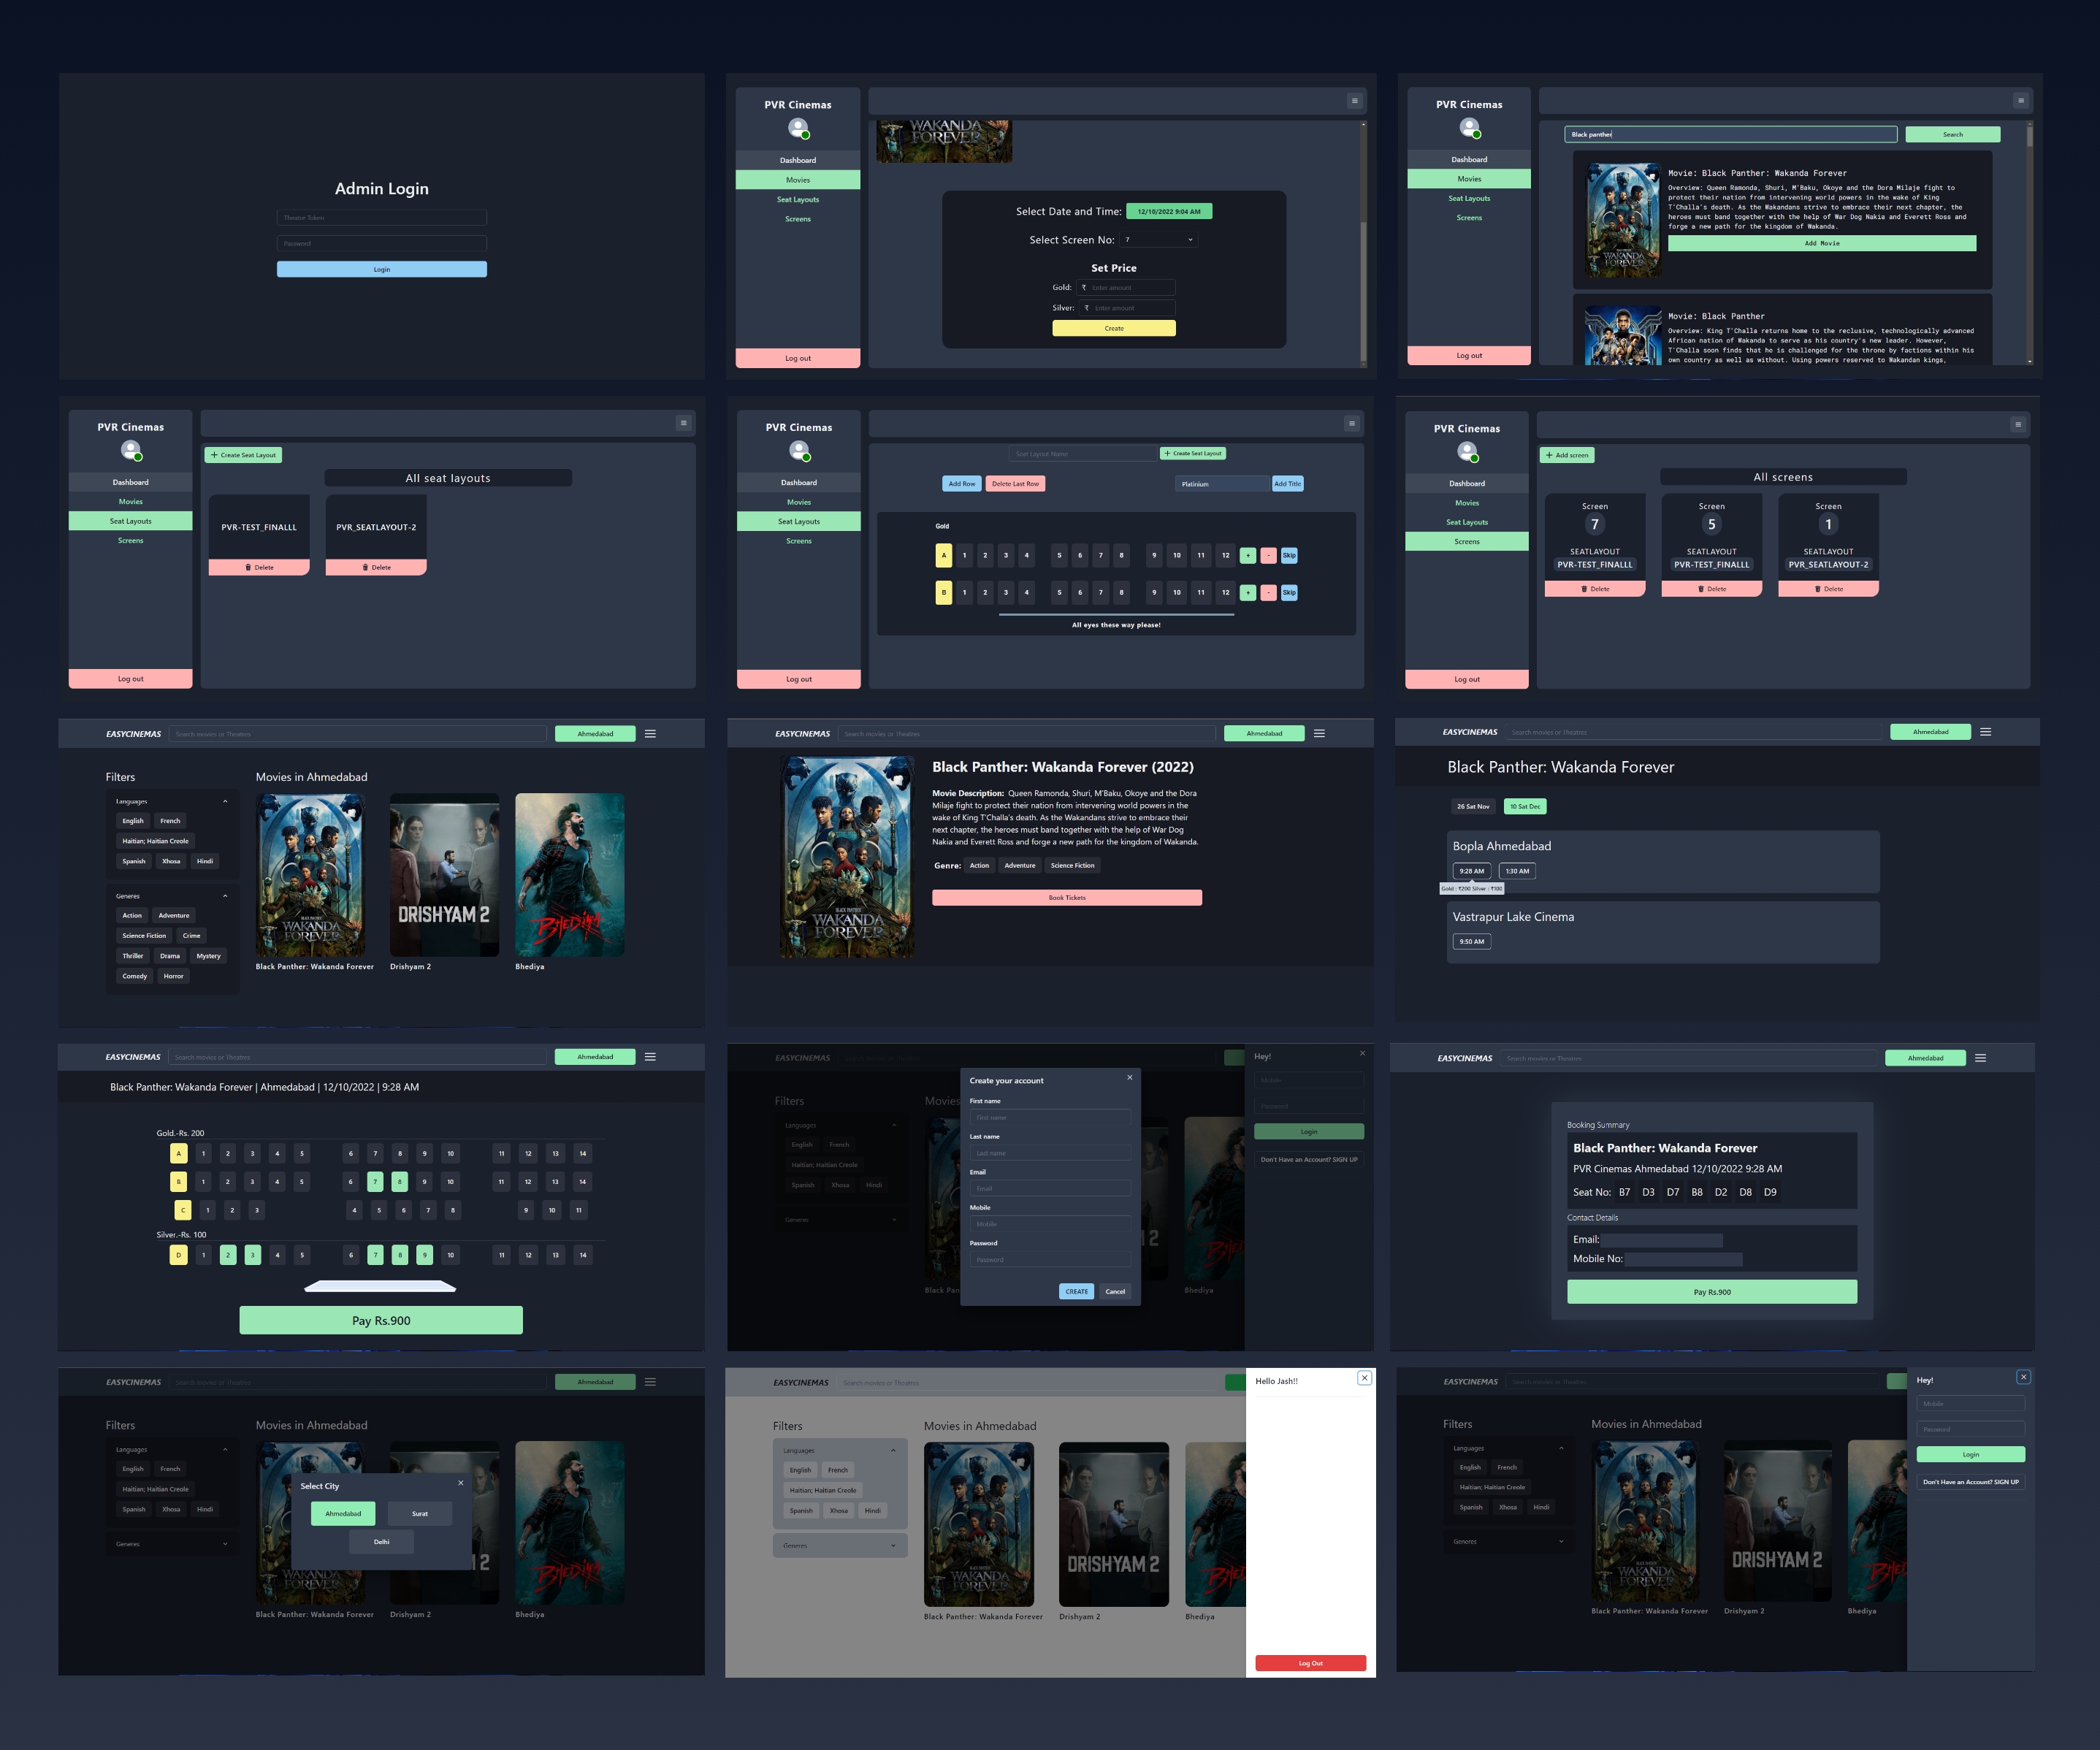 Admin Login
Theatre Token
Password
Login
PVR Cinemas
Dashboard
Movies
Seat Layouts
Screens
Log out
WAKANDA
FOREVER
Select Date and Time: 12/10/2022 9:04 AM
Select Screen No: 7
Set Price
Gold: ₹ Enter amount
Silver: ₹ Enter amount
Create
PVR Cinemas
Dashboard
Movies
Seat Layouts
Screens
Log out
Black panther
Search
WAKANDA
FOREVER
Movie: Black Panther: Wakanda Forever
Overview: Queen Ramonda, Shuri, M'Baku, Okoye and the Dora Milaje fight to
protect their nation from intervening world powers in the wake of King
T'Challa's death. As the Wakandans strive to embrace their next chapter, the
heroes must band together with the help of War Dog Nakia and Everett Ross and
forge a new path for the kingdom of Wakanda.
Add Movie
Movie: Black Panther
Overview: King T'Challa returns home to the reclusive, technologically advanced
African nation of Wakanda to serve as his country's new leader. However,
T'Challa soon finds that he is challenged for the throne by factions within his
own country as well as without. Using powers reserved to Wakandan kings,
PVR Cinemas
Dashboard
Movies
Seat Layouts
Screens
Log out
+ Create Seat Layout
All seat layouts
PVR-TEST_FINALLL
Delete
PVR_SEATLAYOUT-2
Delete
PVR Cinemas
Dashboard
Movies
Seat Layouts
Screens
Log out
Seat Layout Name
+ Create Seat Layout
Add Row Delete Last Row
Platinium Add Title
Gold
A 1 2 3 4 5 6 7 8 9 10 11 12 + - Skip
B 1 2 3 4 5 6 7 8 9 10 11 12 + - Skip
All eyes these way please!
PVR Cinemas
Dashboard
Movies
Seat Layouts
Screens
Log out
+ Add screen
All screens
Screen
7
SEATLAYOUT
PVR-TEST_FINALLL
Delete
Screen
5
SEATLAYOUT
PVR-TEST_FINALLL
Delete
Screen
1
SEATLAYOUT
PVR_SEATLAYOUT-2
Delete
EASYCINEMAS Search movies or Theatres Ahmedabad
Filters
Languages
English French
Haitian; Haitian Creole
Spanish Xhosa Hindi
Generes
Action Adventure
Science Fiction Crime
Thriller Drama Mystery
Comedy Horror
Movies in Ahmedabad
BLACK PANTHER
WAKANDA
FOREVER
Black Panther: Wakanda Forever
DRISHYAM 2
Drishyam 2
BHEDIYA
Bhediya
EASYCINEMAS Search movies or Theatres Ahmedabad
BLACK PANTHER
WAKANDA
FOREVER
Black Panther: Wakanda Forever (2022)
Movie Description: Queen Ramonda, Shuri, M'Baku, Okoye and the Dora
Milaje fight to protect their nation from intervening world powers in the
wake of King T'Challa's death. As the Wakandans strive to embrace their
next chapter, the heroes must band together with the help of War Dog
Nakia and Everett Ross and forge a new path for the kingdom of Wakanda.
Genre: Action Adventure Science Fiction
Book Tickets
EASYCINEMAS Search movies or Theatres Ahmedabad
Black Panther: Wakanda Forever
26 Sat Nov 10 Sat Dec
Bopla Ahmedabad
9:28 AM 1:30 AM
Gold : ₹200 Silver : ₹100
Vastrapur Lake Cinema
9:50 AM
EASYCINEMAS Search movies or Theatres Ahmedabad
Black Panther: Wakanda Forever | Ahmedabad | 12/10/2022 | 9:28 AM
Gold.-Rs. 200
A 1 2 3 4 5 6 7 8 9 10 11 12 13 14
B 1 2 3 4 5 6 7 8 9 10 11 12 13 14
C 1 2 3 4 5 6 7 8 9 10 11
Silver.-Rs. 100
D 1 2 3 4 5 6 7 8 9 10 11 12 13 14
Pay Rs.900
EASYCINEMAS
Filters
Languages
English French
Haitian; Haitian Creole
Spanish Xhosa Hindi
Generes
Movies
Black Pan
2
Bhediya
Create your account
First name
First name
Last name
Last name
Email
Email
Mobile
Mobile
Password
Password
CREATE Cancel
Hey!
Mobile
Password
Login
Don't Have an Account? SIGN UP
EASYCINEMAS Search movies or Theatres Ahmedabad
Booking Summary
Black Panther: Wakanda Forever
PVR Cinemas Ahmedabad 12/10/2022 9:28 AM
Seat No: B7 D3 D7 B8 D2 D8 D9
Contact Details
Email:
Mobile No:
Pay Rs.900
EASYCINEMAS Search movies or Theatres Ahmedabad
Filters
Languages
English French
Haitian; Haitian Creole
Spanish Xhosa Hindi
Generes
Movies in Ahmedabad
WAKANDA
FOREVER
Black Panther: Wakanda Forever
2
Drishyam 2
BHEDIYA
Bhediya
Select City
Ahmedabad Surat
Delhi
EASYCINEMAS Search movies or Theatres
Filters
Languages
English French
Haitian; Haitian Creole
Spanish Xhosa Hindi
Generes
Movies in Ahmedabad
BLACK PANTHER
WAKANDA
FOREVER
Black Panther: Wakanda Forever
DRISHYAM 2
Drishyam 2
Bhediya
Hello Jash!!
Log Out
EASYCINEMAS Search movies or Theatres
Filters
Languages
English French
Haitian; Haitian Creole
Spanish Xhosa Hindi
Generes
Movies in Ahmedabad
BLACK PANTHER
WAKANDA
FOREVER
Black Panther: Wakanda Forever
DRISHYAM 2
Drishyam 2
Bhediya
Hey!
Mobile
Password
Login
Don't Have an Account? SIGN UP